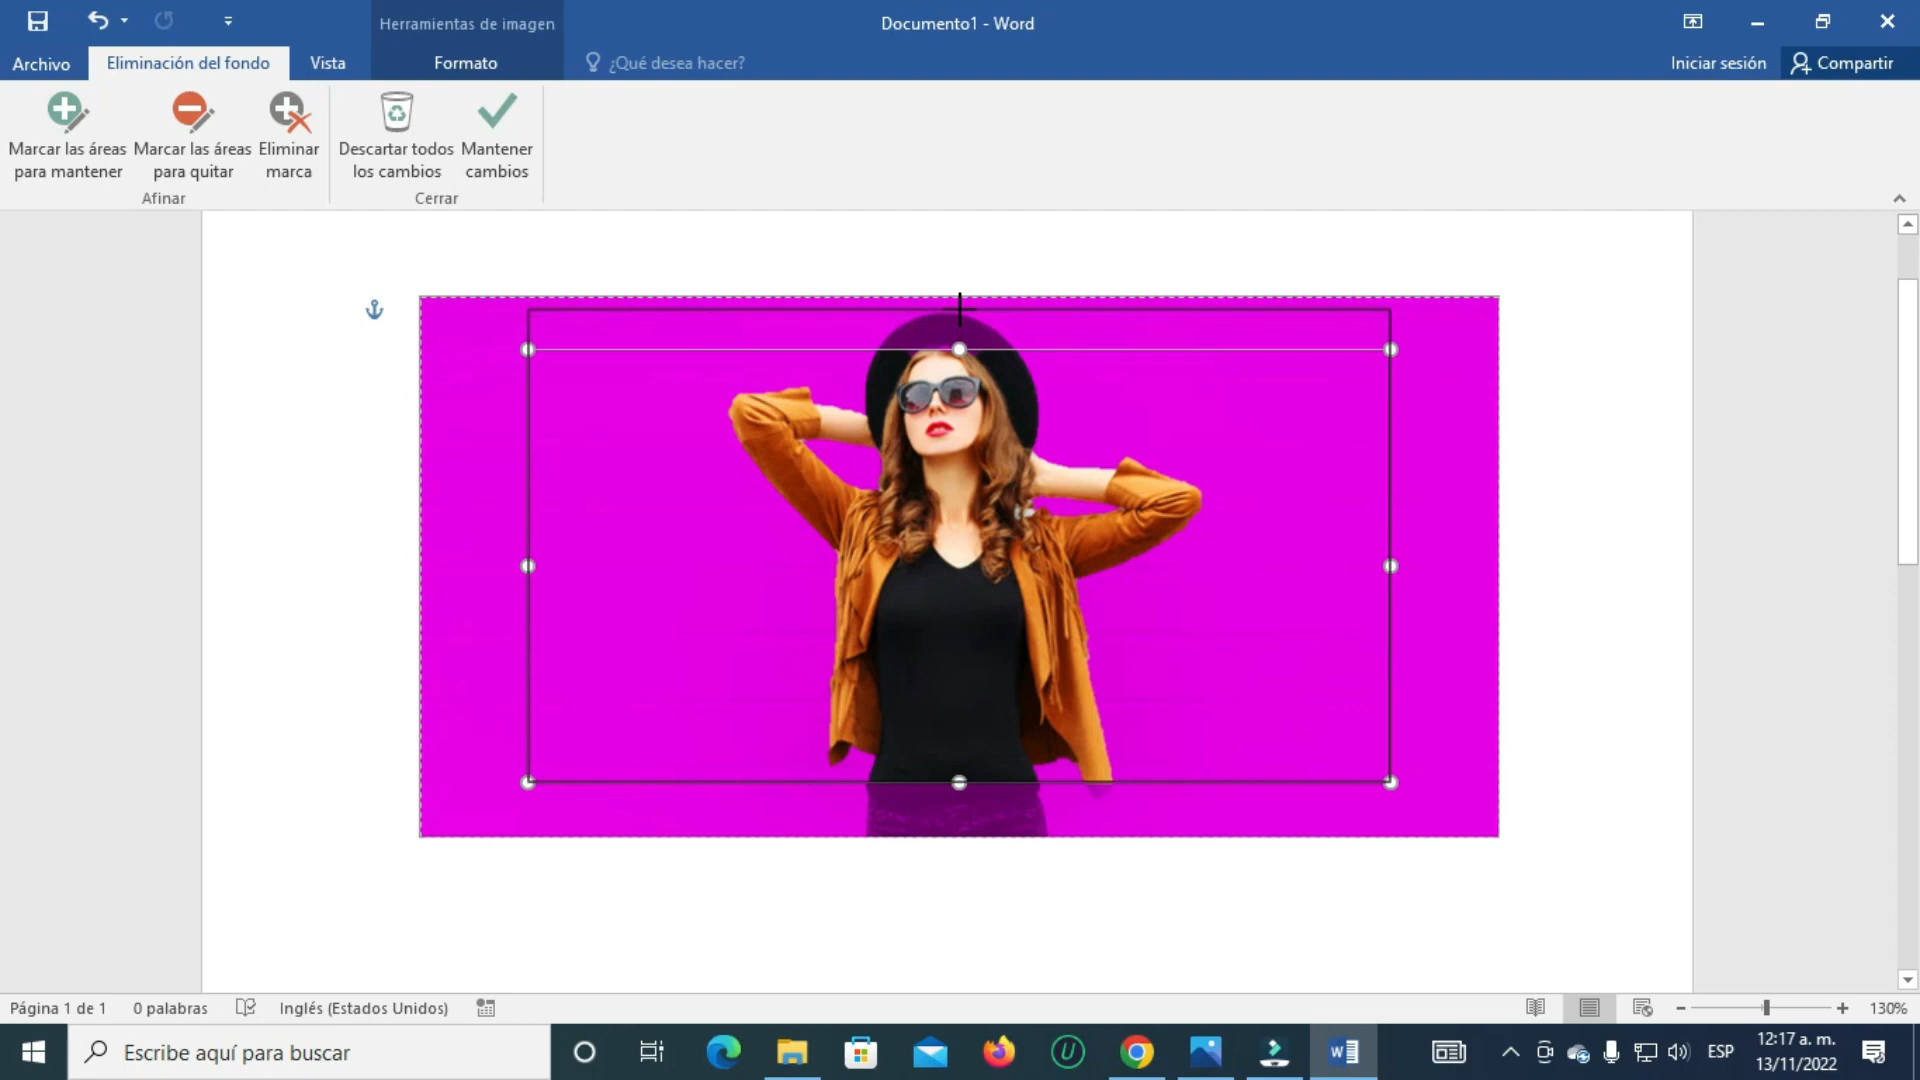 Herramientas de imagen
Documento1 - Word
Archivo
Eliminación del fondo
Vista
Formato
¿Qué desea hacer?
Iniciar sesión
Compartir
Marcar las áreas
para mantener
Marcar las áreas
para quitar
Eliminar
marca
Descartar todos
los cambios
Mantener
cambios
Afinar
Cerrar
Página 1 de 1
0 palabras
Inglés (Estados Unidos)
130%
Escribe aquí para buscar
ESP
12:17 a. m.
13/11/2022